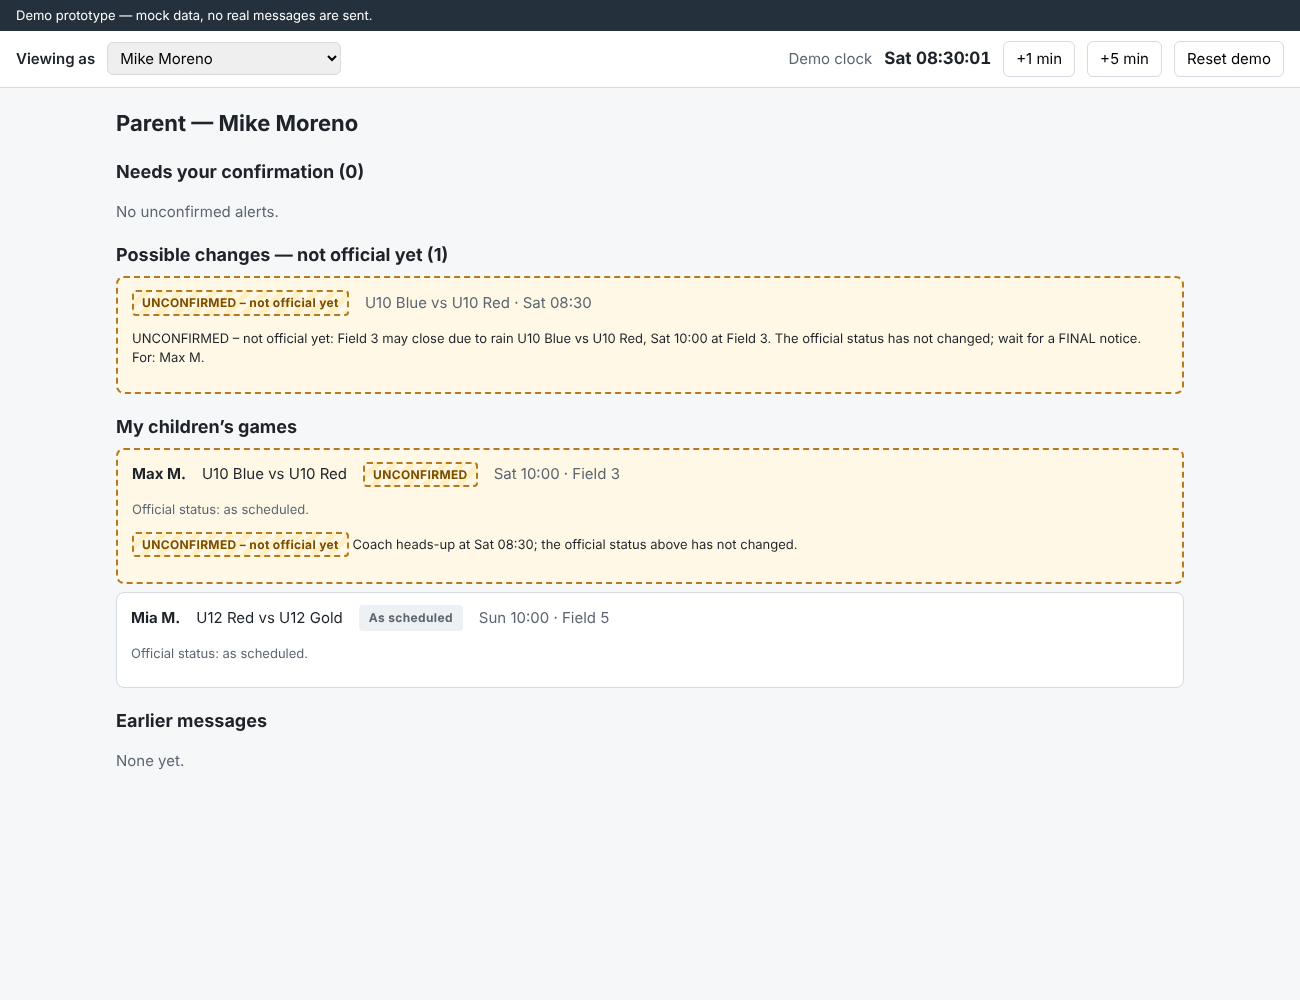 Demo prototype — mock data, no real messages are sent.
Viewing as Mike Moreno Demo clock Sat 08:30:01 +1 min +5 min Reset demo
Parent — Mike Moreno
Needs your confirmation (0)
No unconfirmed alerts.
Possible changes — not official yet (1)
UNCONFIRMED – not official yet U10 Blue vs U10 Red · Sat 08:30
UNCONFIRMED – not official yet: Field 3 may close due to rain U10 Blue vs U10 Red, Sat 10:00 at Field 3. The official status has not changed; wait for a FINAL notice.
For: Max M.
My children’s games
Max M. U10 Blue vs U10 Red UNCONFIRMED Sat 10:00 · Field 3
Official status: as scheduled.
UNCONFIRMED – not official yet Coach heads-up at Sat 08:30; the official status above has not changed.
Mia M. U12 Red vs U12 Gold As scheduled Sun 10:00 · Field 5
Official status: as scheduled.
Earlier messages
None yet.